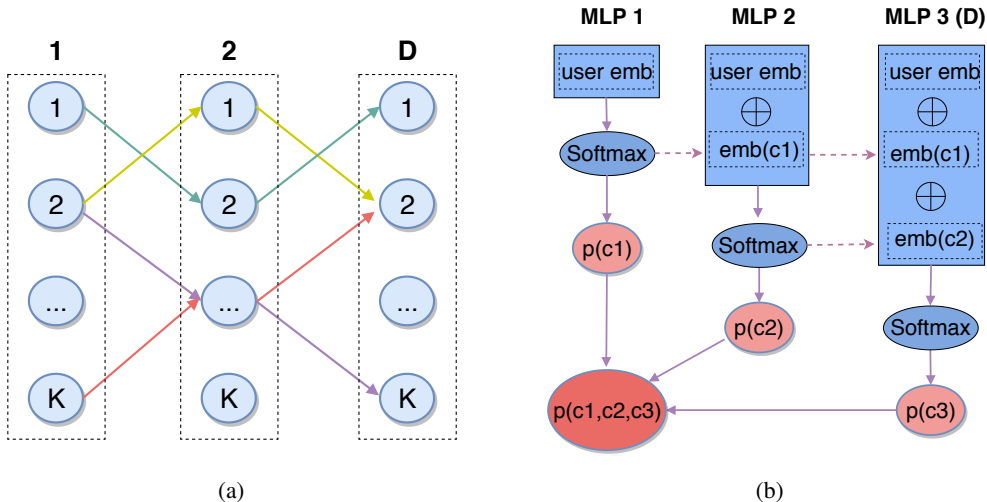 1 2 D
1 1 1
2 2 2
... ... ...
K K K
(a)
MLP 1 MLP 2 MLP 3 (D)
user emb user emb user emb
Softmax emb(c1) emb(c1)
p(c1) Softmax emb(c2)
p(c2) Softmax
p(c1,c2,c3) p(c3)
(b)